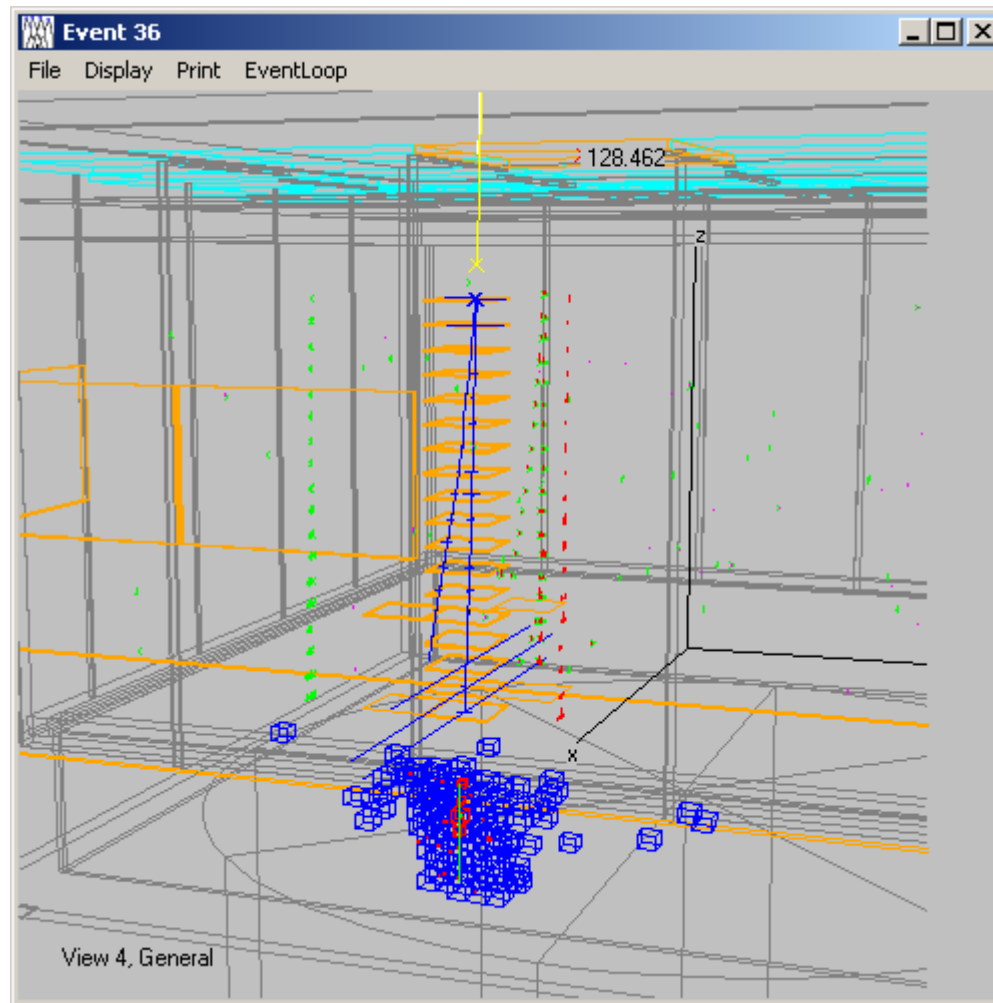 Event 36
File Display Print EventLoop
128.462
z
x
View 4, General